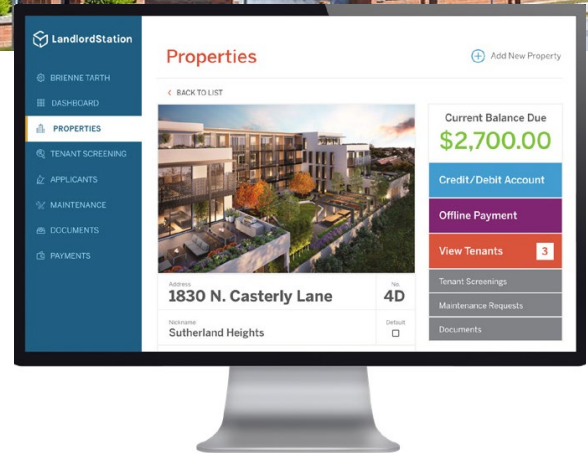 LandlordStation
BRIENNE TARTH
DASHBOARD
PROPERTIES
TENANT SCREENING
APPLICANTS
MAINTENANCE
DOCUMENTS
PAYMENTS
Properties
Add New Property
BACK TO LIST
Current Balance Due
$2,700.00
Credit/Debit Account
Offline Payment
View Tenants 3
Tenant Screenings
Maintenance Requests
Documents
Address
1830 N. Casterly Lane
No.
4D
Nickname
Sutherland Heights
Default